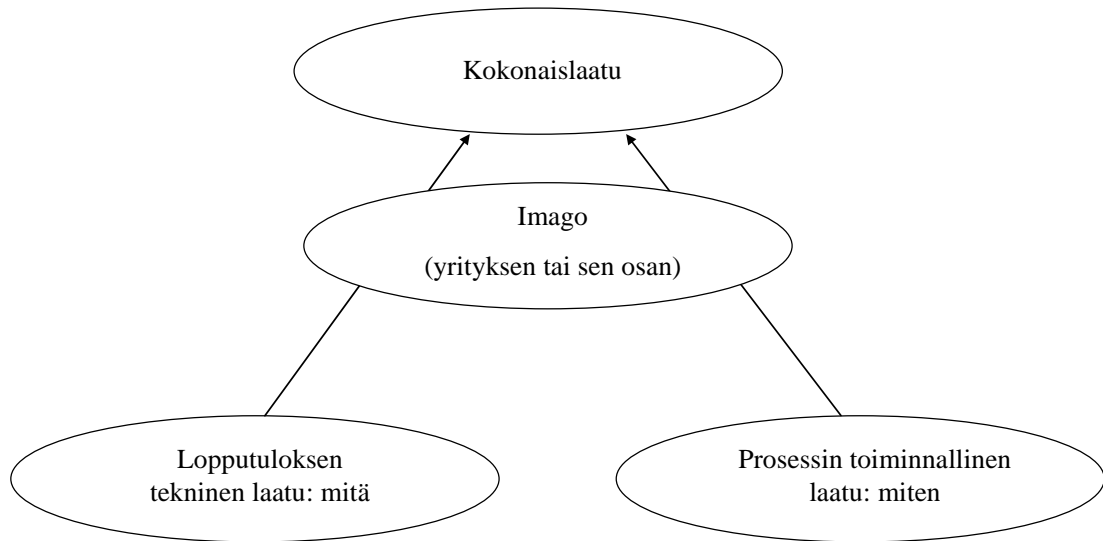 Kokonaislaatu
Imago
(yrityksen tai sen osan)
Lopputuloksen
tekninen laatu: mitä
Prosessin toiminnallinen
laatu: miten